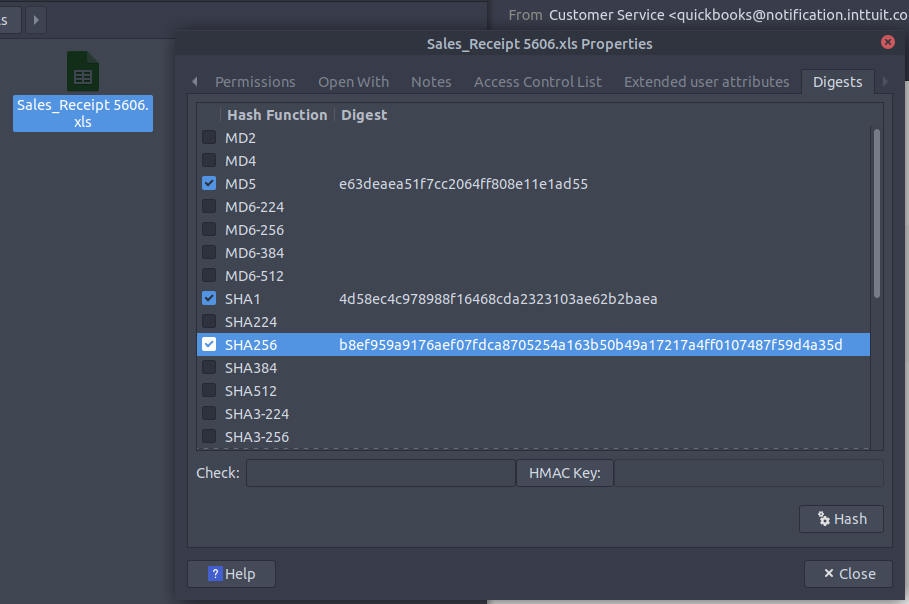 s
From Customer Service <quickbooks@notification.inttuit.co
Sales_Receipt 5606.xls Properties
Sales_Receipt 5606.
xls
Permissions Open With Notes Access Control List Extended user attributes Digests
Hash Function Digest
MD2
MD4
MD5 e63deaea51f7cc2064ff808e11e1ad55
MD6-224
MD6-256
MD6-384
MD6-512
SHA1 4d58ec4c978988f16468cda2323103ae62b2baea
SHA224
SHA256 b8ef959a9176aef07fdca8705254a163b50b49a17217a4ff0107487f59d4a35d
SHA384
SHA512
SHA3-224
SHA3-256
Check: HMAC Key:
Hash
? Help
Close